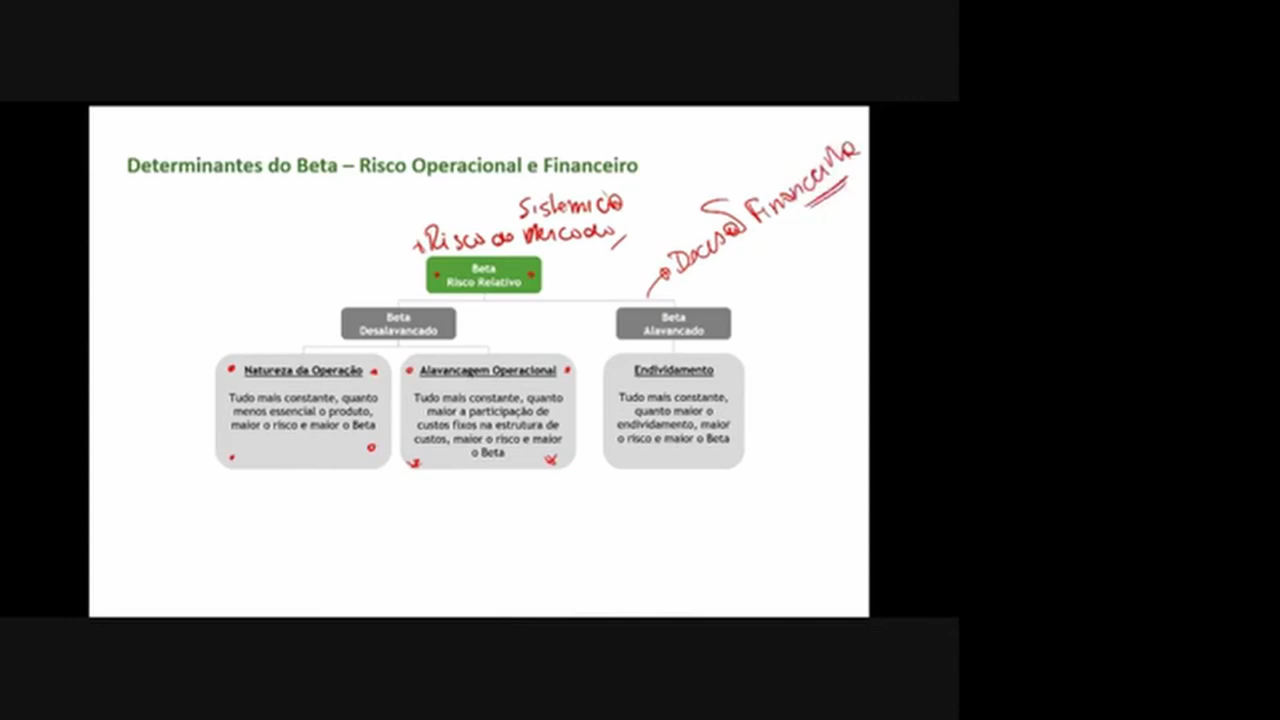 Determinantes do Beta – Risco Operacional e Financeiro
Sistemico
Risco do Mercado
Decisão Financeira
Beta
Risco Relativo
Beta
Desalavancado
Beta
Alavancado
Natureza da Operação
Tudo mais constante, quanto
menos essencial o produto,
maior o risco e maior o Beta
Alavancagem Operacional
Tudo mais constante, quanto
maior a participação de
custos fixos na estrutura de
custos, maior o risco e maior
o Beta
Endividamento
Tudo mais constante,
quanto maior o
endividamento, maior
o risco e maior o Beta